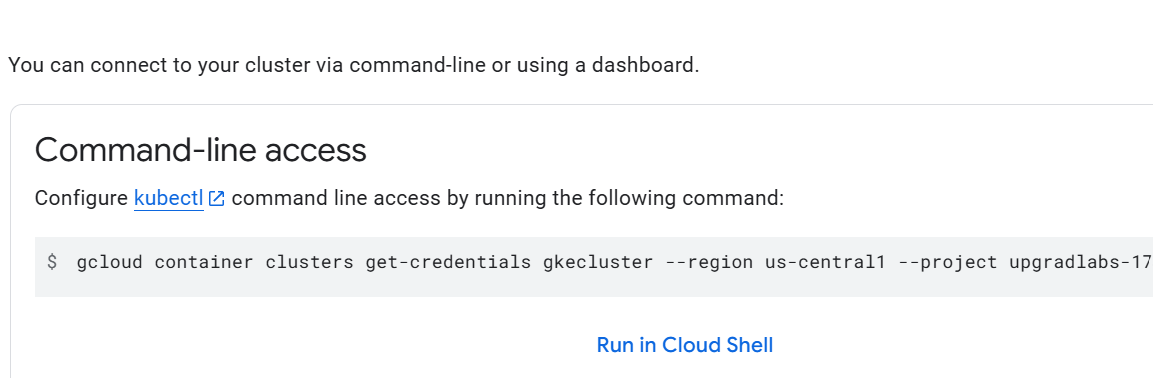 You can connect to your cluster via command-line or using a dashboard.
Command-line access
Configure kubectl command line access by running the following command:
$ gcloud container clusters get-credentials gkecluster --region us-central1 --project upgradlabs-17
Run in Cloud Shell